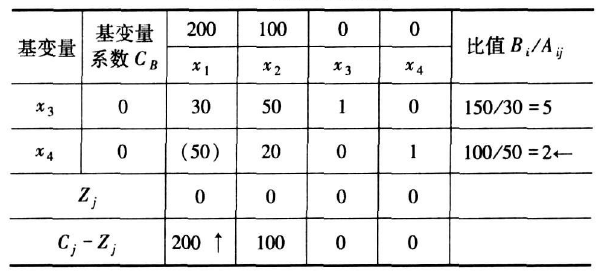 基变量 基变量系数 C_B 200 100 0 0 比值 B_i/A_ij
x_1 x_2 x_3 x_4
x_3 0 30 50 1 0 150/30=5
x_4 0 (50) 20 0 1 100/50=2←
Z_j 0 0 0 0
C_j-Z_j 200 ↑ 100 0 0